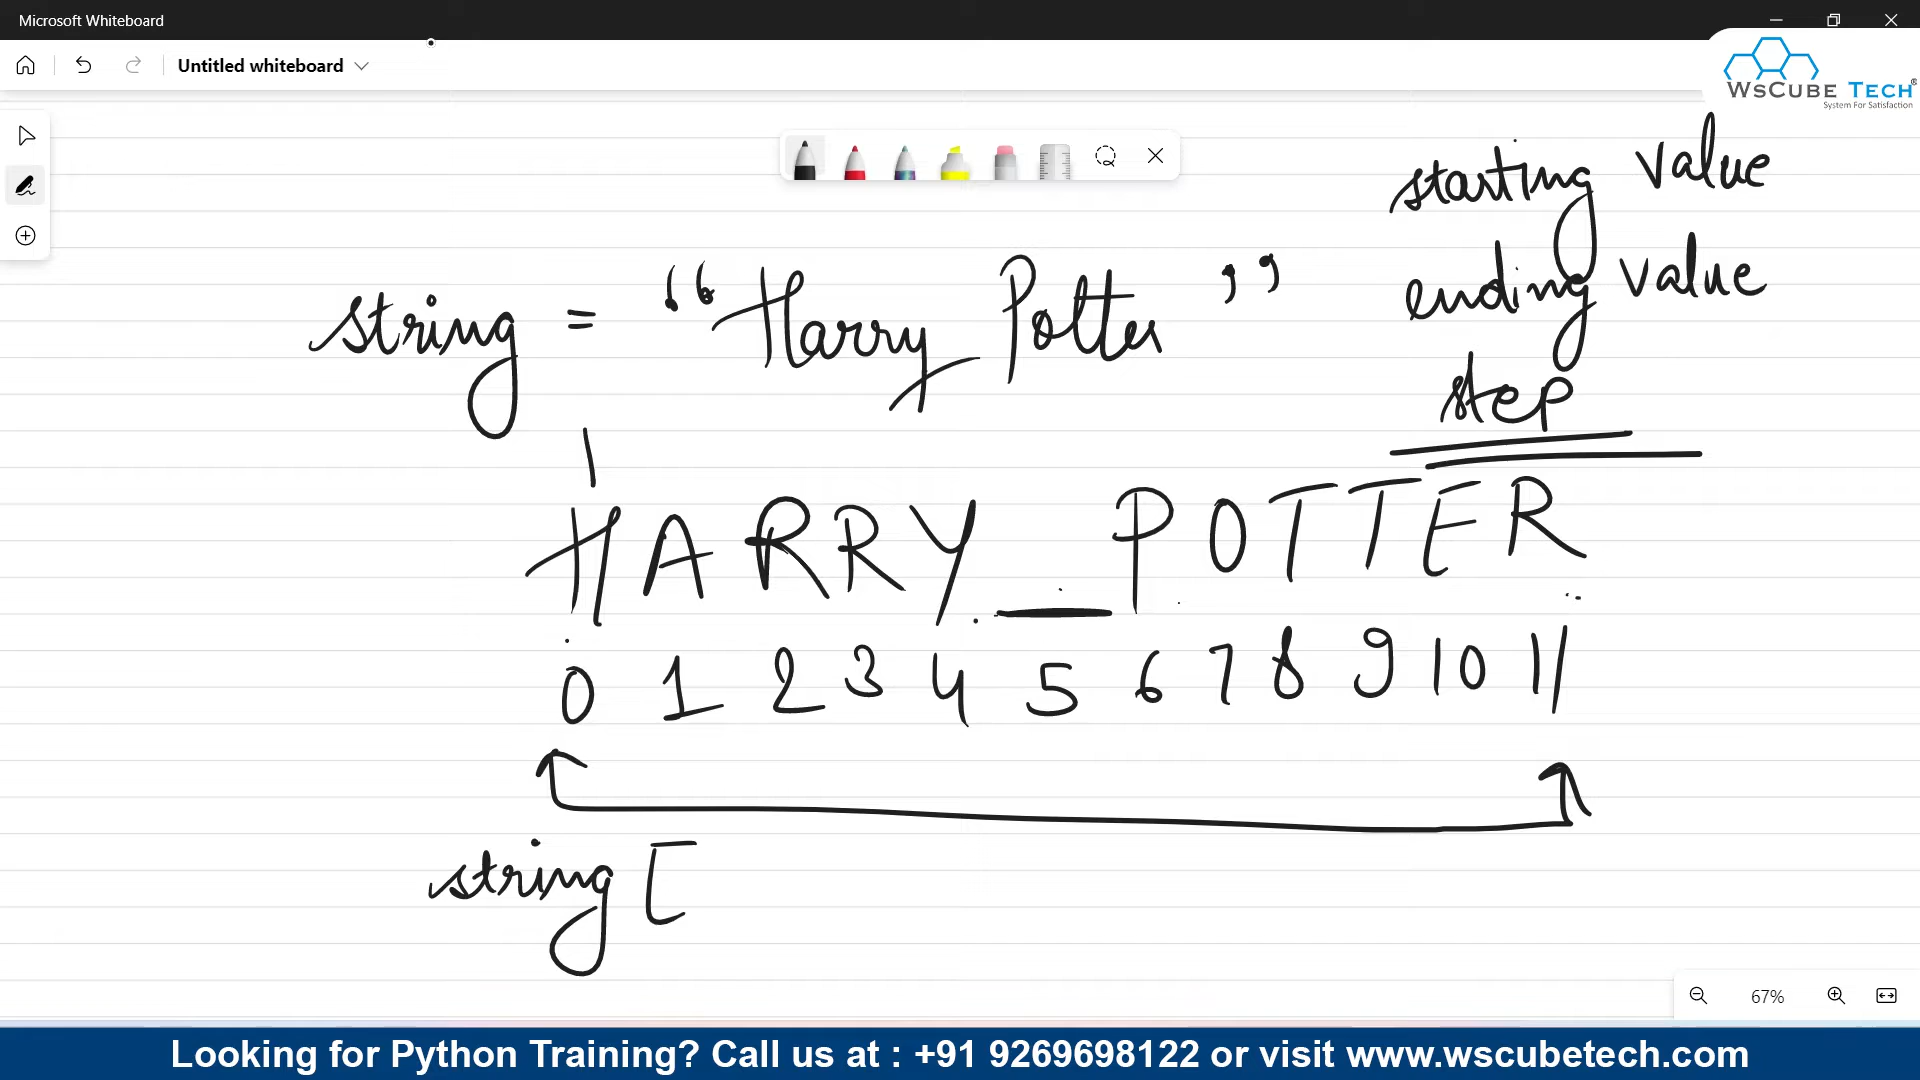 Microsoft Whiteboard
Untitled whiteboard
WsCube Tech
System For Satisfaction
starting value
ending value
step
string = “Harry Potter”
HARRY _ POTTER
0 1 2 3 4 5 6 7 8 9 10 11
string [
67%
Looking for Python Training? Call us at : +91 9269698122 or visit www.wscubetech.com